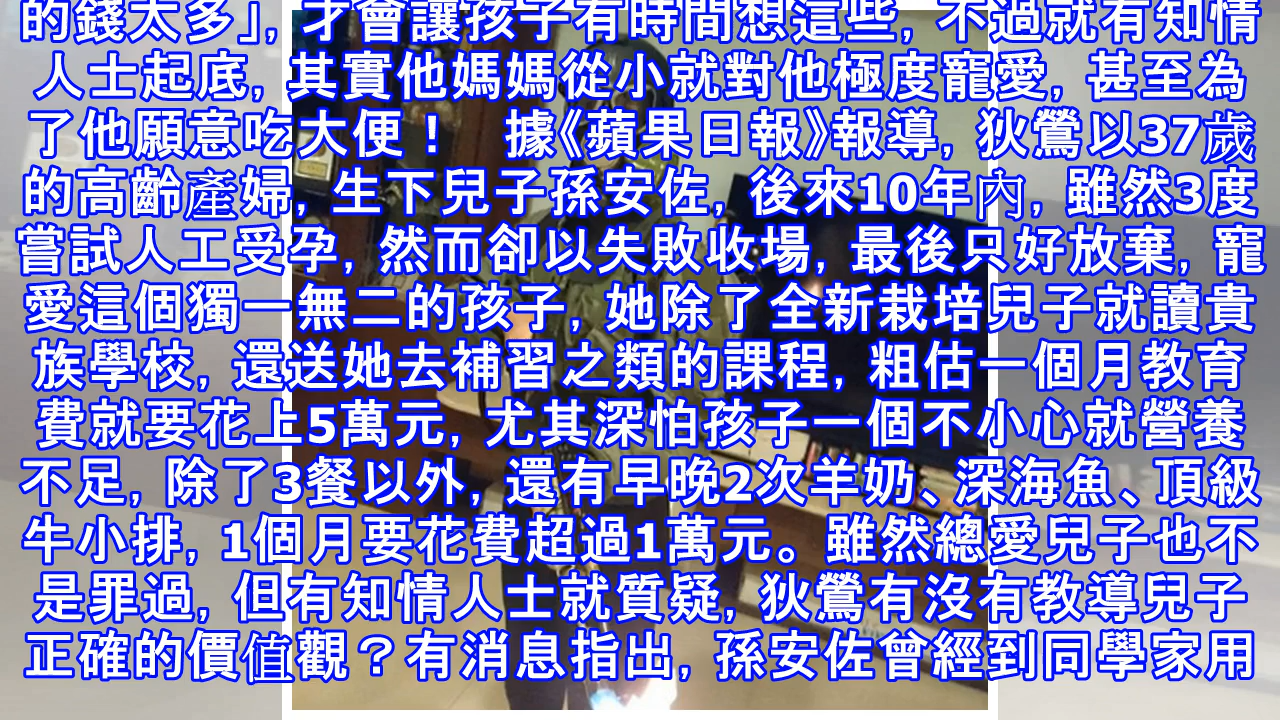 的錢太多」, 才會讓孩子有時間想這些, 不過就有知情
人士起底, 其實他媽媽從小就對他極度寵愛, 甚至為
了他願意吃大便！ 據《蘋果日報》報導, 狄鶯以37歲
的高齡產婦, 生下兒子孫安佐, 後來10年內, 雖然3度
嘗試人工受孕, 然而卻以失敗收場, 最後只好放棄, 寵
愛這個獨一無二的孩子, 她除了全新栽培兒子就讀貴
族學校, 還送她去補習之類的課程, 粗估一個月教育
費就要花上5萬元, 尤其深怕孩子一個不小心就營養
不足, 除了3餐以外, 還有早晚2次羊奶、深海魚、頂級
牛小排, 1個月要花費超過1萬元。雖然總愛兒子也不
是罪過, 但有知情人士就質疑, 狄鶯有沒有教導兒子
正確的價值觀？有消息指出, 孫安佐曾經到同學家用